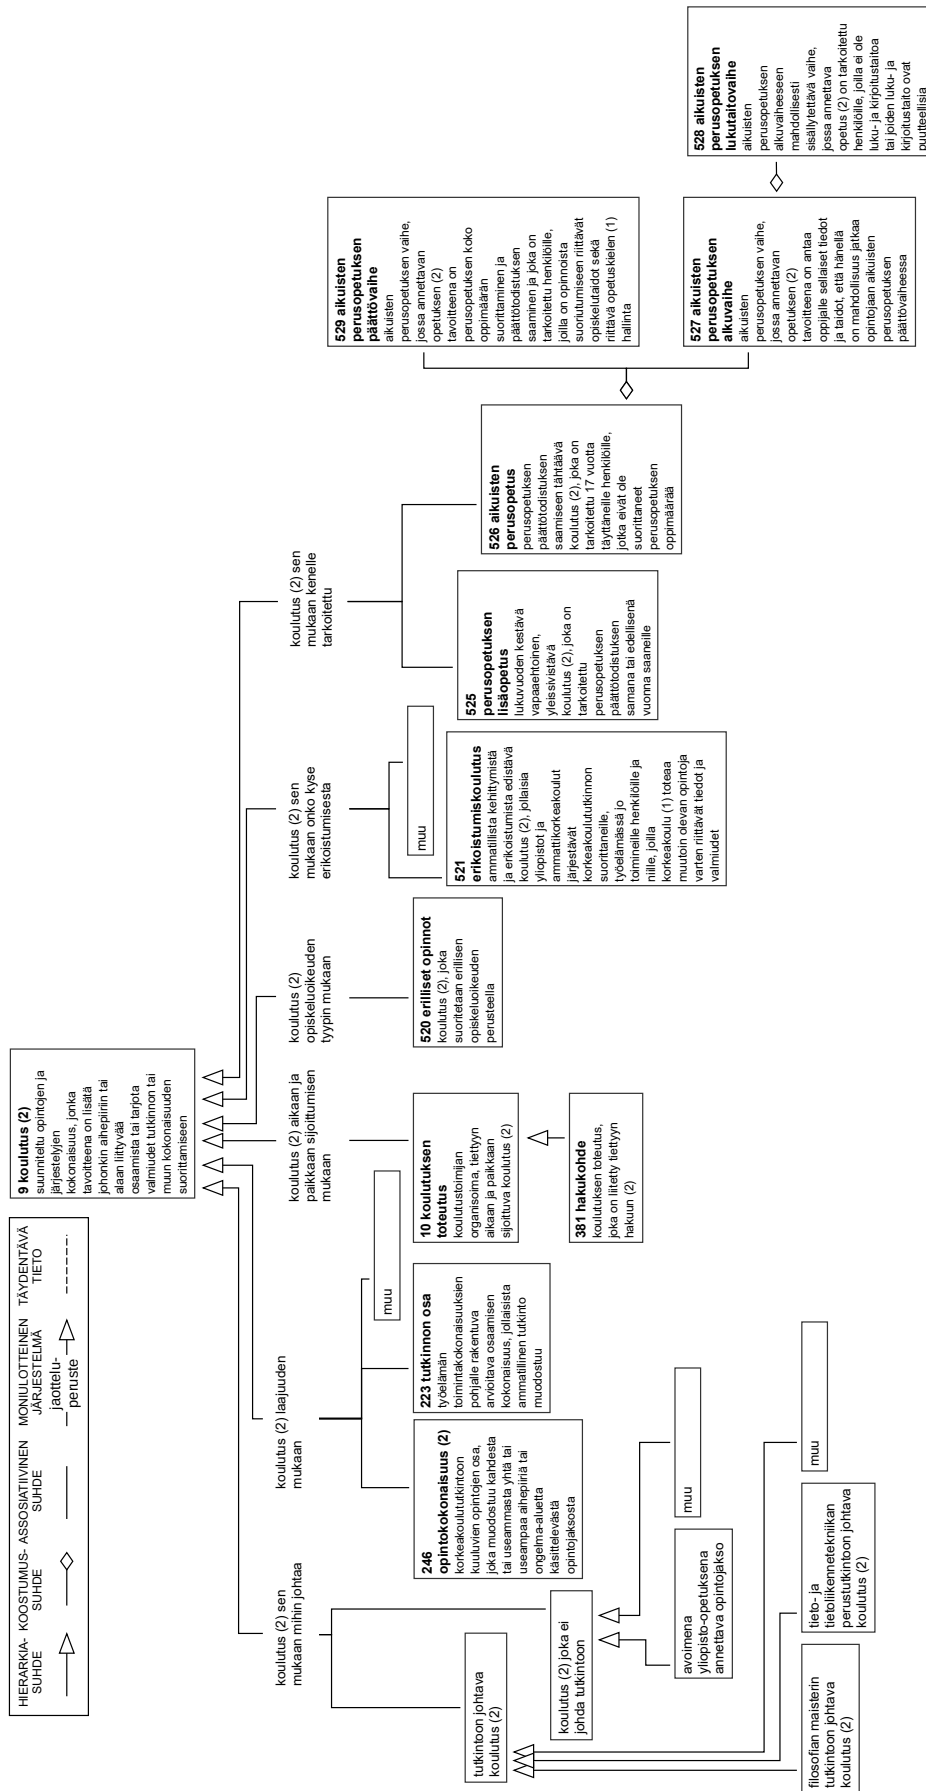 HIERARKIA-
SUHDE
KOOSTUMUS-
SUHDE
ASSOSIATIIVINEN
SUHDE
MONIULOTTEINEN
JÄRJESTELMÄ
jaottelu-
peruste
TÄYDENTÄVÄ
TIETO
9 koulutus (2)
suunniteltu opintojen ja
järjestelyjen
kokonaisuus, jonka
tavoitteena on lisätä
johonkin aihepiiriin tai
alaan liittyvää
osaamista tai tarjota
valmiudet tutkinnon tai
muun kokonaisuuden
suorittamiseen
koulutus (2) sen
mukaan mihin johtaa
koulutus (2) laajuuden
mukaan
koulutus (2) aikaan ja
paikkaan sijoittumisen
mukaan
koulutus (2)
opiskeluoikeuden
tyypin mukaan
koulutus (2) sen
mukaan onko kyse
erikoistumisesta
koulutus (2) sen
mukaan kenelle
tarkoitettu
tutkintoon johtava
koulutus (2)
koulutus (2) joka ei
johda tutkintoon
246
opintokokonaisuus (2)
korkeakoulututkintoon
kuuluvien opintojen osa,
joka muodostuu kahdesta
tai useammasta yhtä tai
useampaa aihepiiriä tai
ongelma-aluetta
käsittelevästä
opintojaksosta
223 tutkinnon osa
työelämän
toimintakokonaisuuksien
pohjalle rakentuva
arvioitava osaamisen
kokonaisuus, jollaisista
ammatillinen tutkinto
muodostuu
muu
10 koulutuksen
toteutus
koulutustoimijan
organisoima, tiettyyn
aikaan ja paikkaan
sijoittuva koulutus (2)
381 hakukohde
koulutuksen toteutus,
joka on liitetty tiettyyn
hakuun (2)
520 erilliset opinnot
koulutus (2), joka
suoritetaan erillisen
opiskeluoikeuden
perusteella
521
erikoistumiskoulutus
ammatillista kehittymistä
ja erikoistumista edistävä
koulutus (2), jollaisia
yliopistot ja
ammattikorkeakoulut
järjestävät
korkeakoulututkinnon
suorittaneille,
työelämässä jo
toimineille henkilöille ja
niille, joilla
korkeakoulu (1) toteaa
mutoin olevan opintoja
varten riittävät tiedot ja
valmiudet
muu
525
perusopetuksen
lisäopetus
lukuvuoden kestävä
vapaaehtoinen,
yleissivistävä
koulutus (2), joka on
tarkoitettu
perusopetuksen
päättötodistuksen
samana tai edellisenä
vuonna saaneille
526 aikuisten
perusopetus
perusopetuksen
päättötodistuksen
saamiseen tähtäävä
koulutus (2), joka on
tarkoitettu 17 vuotta
täyttäneille henkilöille,
jotka eivät ole
suorittaneet
perusopetuksen
oppimäärää
529 aikuisten
perusopetuksen
päättövaihe
aikuisten
perusopetuksen vaihe,
jossa annettavan
opetuksen (2)
tavoitteena on
perusopetuksen koko
oppimäärän
suorittaminen ja
päättötodistuksen
saaminen ja joka on
tarkoitettu henkilöille,
joilla on opinnoista
suoriutumiseen riittävät
opiskelutaidot sekä
riittävä opetuskielen (1)
hallinta
527 aikuisten
perusopetuksen
alkuvaihe
aikuisten
perusopetuksen vaihe,
jossa annettavan
opetuksen (2)
tavoitteena on antaa
oppijalle sellaiset tiedot
ja taidot, että hänellä
on mahdollisuus jatkaa
opintojaan aikuisten
perusopetuksen
päättövaiheessa
528 aikuisten
perusopetuksen
lukutaitovaihe
aikuisten
perusopetuksen
alkuvaiheeseen
mahdollisesti
sisällytettävä vaihe,
jossa annettava
opetus (2) on tarkoitettu
henkilöille, joilla ei ole
luku- ja kirjoitustaitoa
tai joiden luku- ja
kirjoitustaito ovat
puutteellisia
avoimena
yliopisto-opetuksena
annettava opintojakso
muu
filosofian maisterin
tutkintoon johtava
koulutus (2)
tieto- ja
tietoliikennetekniikan
perustutkintoon johtava
koulutus (2)
muu